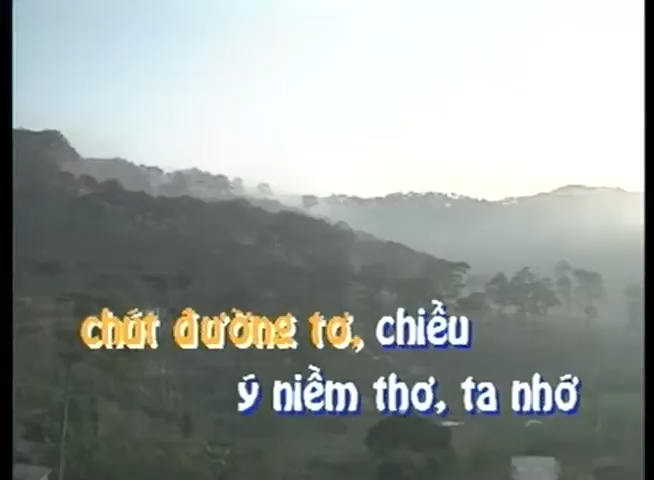 chút đường tơ, chiều
ý niềm thơ, ta nhớ